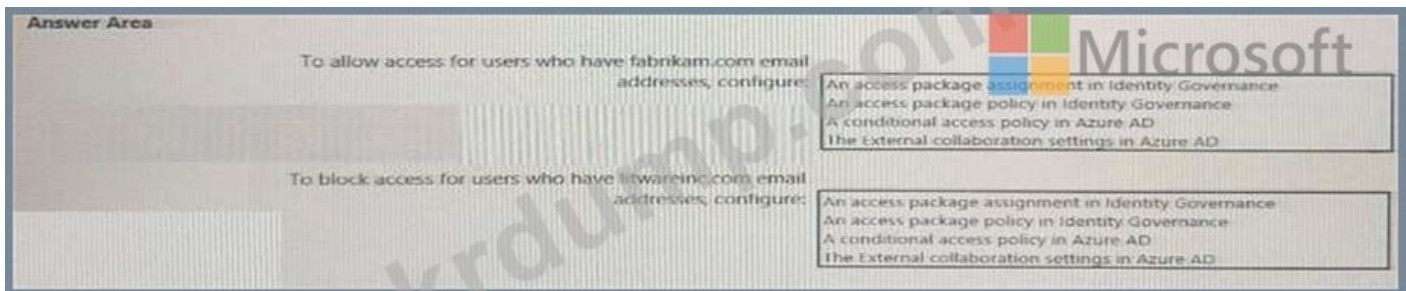 Answer Area
Microsoft
To allow access for users who have fabrikam.com email
addresses, configure:
An access package assignment in Identity Governance
An access package policy in Identity Governance
A conditional access policy in Azure AD
The External collaboration settings in Azure AD
To block access for users who have litwareinc.com email
addresses, configure:
An access package assignment in Identity Governance
An access package policy in Identity Governance
A conditional access policy in Azure AD
The External collaboration settings in Azure AD
krdump.com